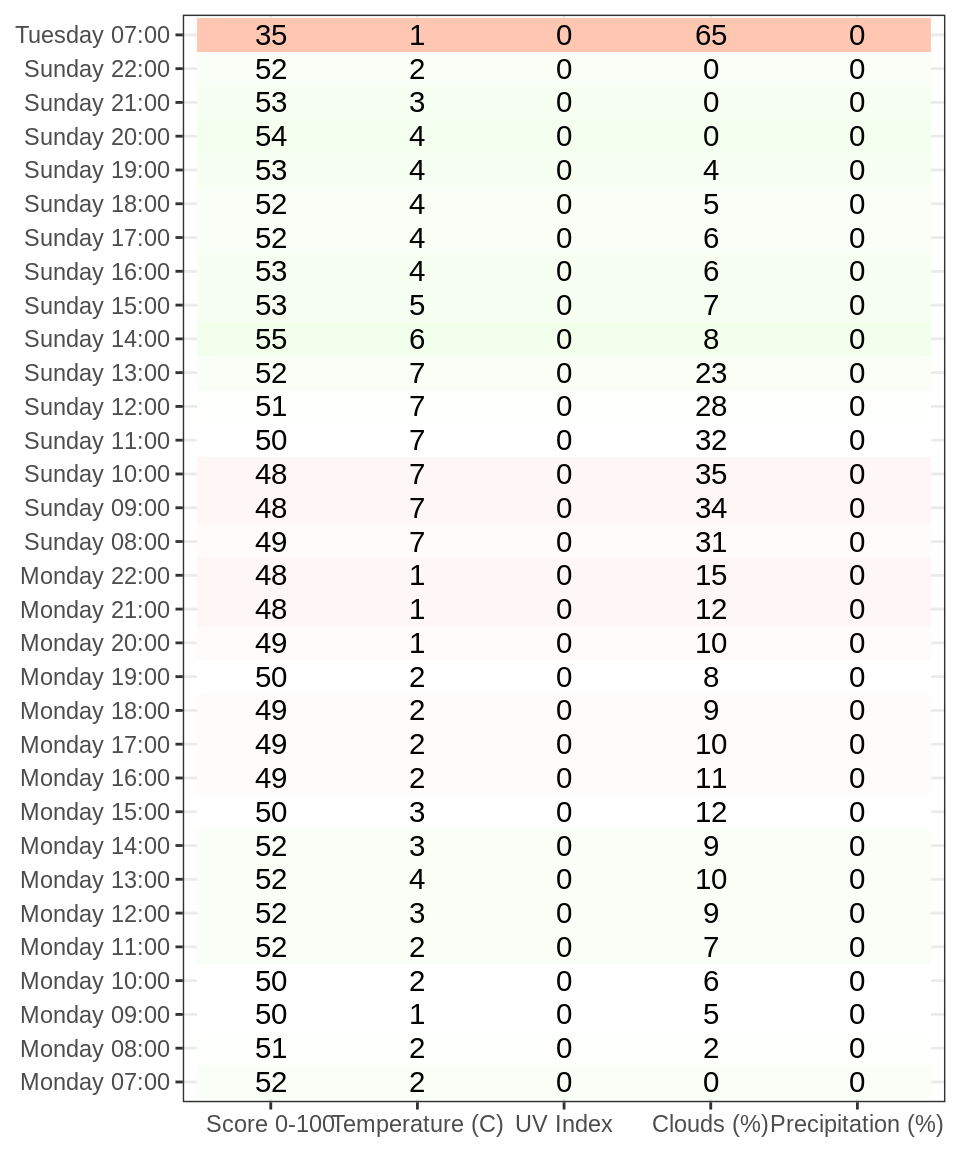 Tuesday 07:00 35 1 0 65 0
Sunday 22:00 52 2 0 0 0
Sunday 21:00 53 3 0 0 0
Sunday 20:00 54 4 0 0 0
Sunday 19:00 53 4 0 4 0
Sunday 18:00 52 4 0 5 0
Sunday 17:00 52 4 0 6 0
Sunday 16:00 53 4 0 6 0
Sunday 15:00 53 5 0 7 0
Sunday 14:00 55 6 0 8 0
Sunday 13:00 52 7 0 23 0
Sunday 12:00 51 7 0 28 0
Sunday 11:00 50 7 0 32 0
Sunday 10:00 48 7 0 35 0
Sunday 09:00 48 7 0 34 0
Sunday 08:00 49 7 0 31 0
Monday 22:00 48 1 0 15 0
Monday 21:00 48 1 0 12 0
Monday 20:00 49 1 0 10 0
Monday 19:00 50 2 0 8 0
Monday 18:00 49 2 0 9 0
Monday 17:00 49 2 0 10 0
Monday 16:00 49 2 0 11 0
Monday 15:00 50 3 0 12 0
Monday 14:00 52 3 0 9 0
Monday 13:00 52 4 0 10 0
Monday 12:00 52 3 0 9 0
Monday 11:00 52 2 0 7 0
Monday 10:00 50 2 0 6 0
Monday 09:00 50 1 0 5 0
Monday 08:00 51 2 0 2 0
Monday 07:00 52 2 0 0 0
Score 0-100 Temperature (C) UV Index Clouds (%) Precipitation (%)